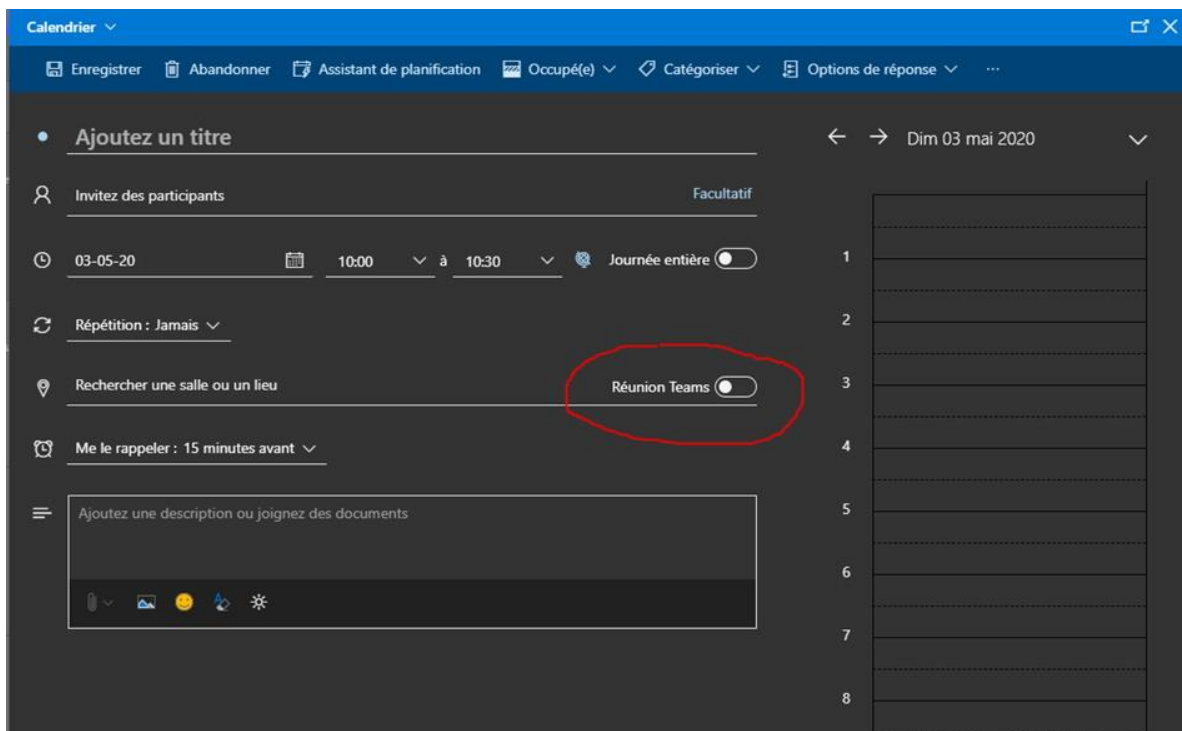 Calendrier
Enregistrer Abandonner Assistant de planification Occupé(e) Catégoriser Options de réponse ...
Ajoutez un titre
Invitez des participants Facultatif
03-05-20 10:00 à 10:30 Journée entière
Répétition : Jamais
Rechercher une salle ou un lieu Réunion Teams
Me le rappeler : 15 minutes avant
Ajoutez une description ou joignez des documents
Dim 03 mai 2020
1
2
3
4
5
6
7
8